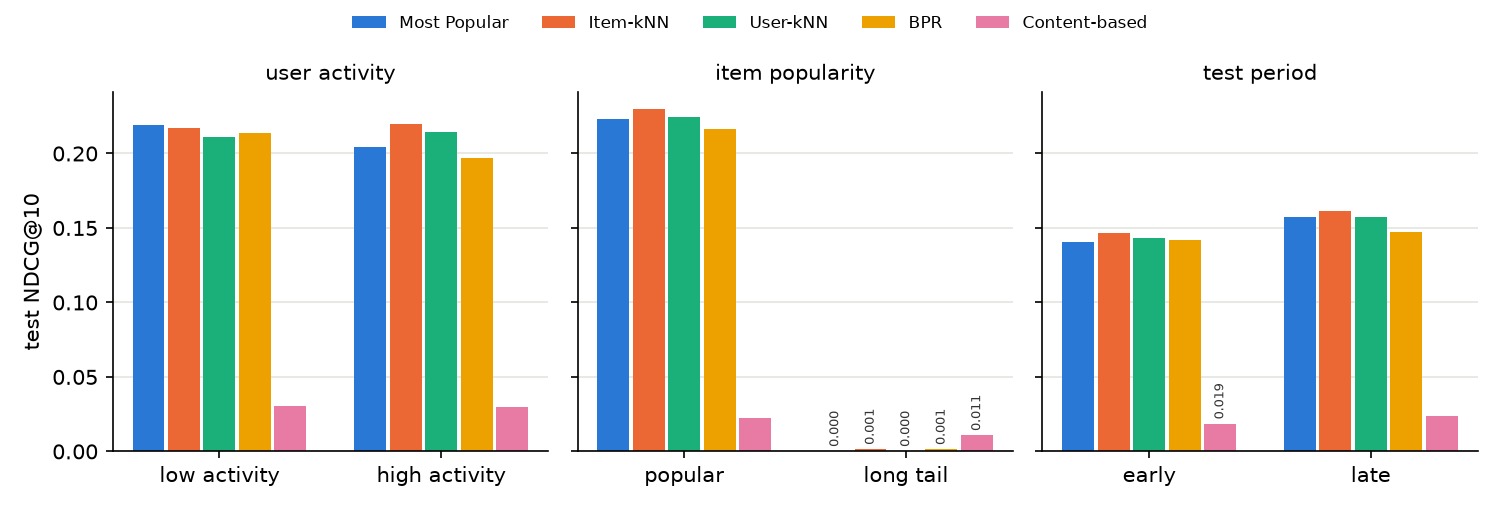 Most Popular Item-kNN User-kNN BPR Content-based
user activity item popularity test period
test NDCG@10
0.20
0.15
0.10
0.05
0.00
0.000 0.001 0.000 0.001 0.011 0.019
low activity high activity popular long tail early late